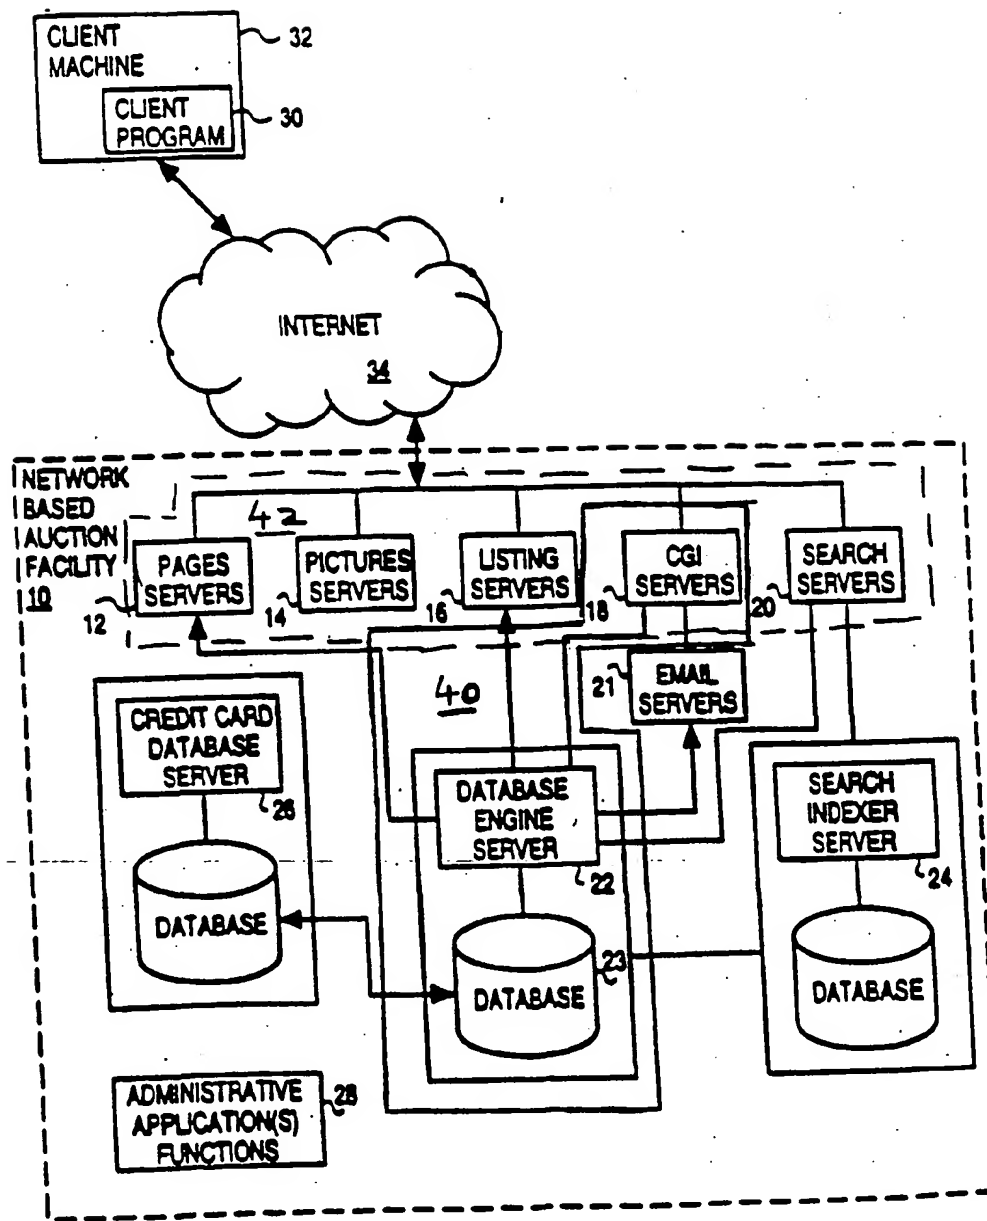 CLIENT
MACHINE
32
CLIENT
PROGRAM
30
INTERNET
34
NETWORK
BASED
AUCTION
FACILITY
10
42
PAGES
SERVERS
12
PICTURES
SERVERS
14
LISTING
SERVERS
16
CGI
SERVERS
18
SEARCH
SERVERS
20
40
21
EMAIL
SERVERS
CREDIT CARD
DATABASE
SERVER
26
DATABASE
DATABASE
ENGINE
SERVER
22
DATABASE
23
SEARCH
INDEXER
SERVER
24
DATABASE
ADMINISTRATIVE
APPLICATION(S)
FUNCTIONS
28